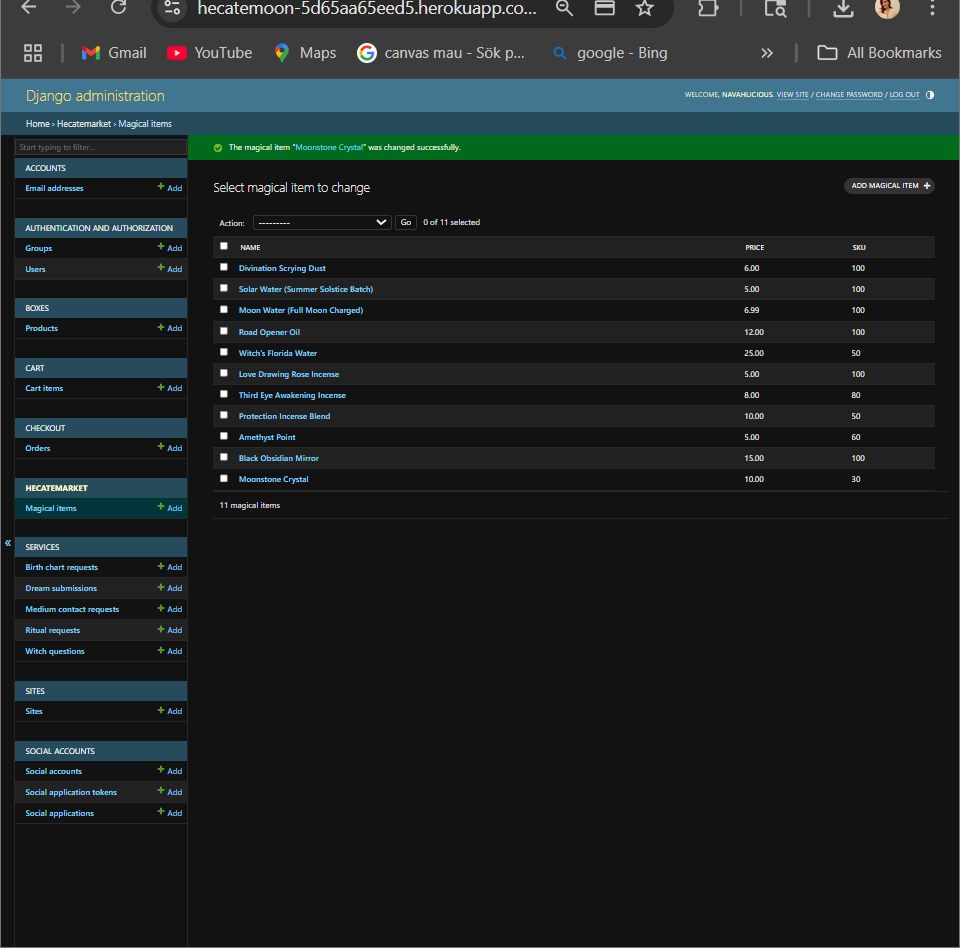 hecatemoon-5d65aa65eed5.herokuapp.co...
Gmail YouTube Maps canvas mau - Sök p... google - Bing » All Bookmarks
Django administration
WELCOME, NAVAHLICIOUS. VIEW SITE / CHANGE PASSWORD / LOG OUT
Home › Hecatemarket › Magical items
Start typing to filter...
ACCOUNTS
Email addresses + Add
AUTHENTICATION AND AUTHORIZATION
Groups + Add
Users + Add
BOXES
Products + Add
CART
Cart items + Add
CHECKOUT
Orders + Add
HECATEMARKET
Magical items + Add
SERVICES
Birth chart requests + Add
Dream submissions + Add
Medium contact requests + Add
Ritual requests + Add
Witch questions + Add
SITES
Sites + Add
SOCIAL ACCOUNTS
Social accounts + Add
Social application tokens + Add
Social applications + Add
«
The magical item “Moonstone Crystal” was changed successfully.
Select magical item to change
ADD MAGICAL ITEM +
Action: --------- Go 0 of 11 selected
NAME PRICE SKU
Divination Scrying Dust 6.00 100
Solar Water (Summer Solstice Batch) 5.00 100
Moon Water (Full Moon Charged) 6.99 100
Road Opener Oil 12.00 100
Witch's Florida Water 25.00 50
Love Drawing Rose Incense 5.00 100
Third Eye Awakening Incense 8.00 80
Protection Incense Blend 10.00 50
Amethyst Point 5.00 60
Black Obsidian Mirror 15.00 100
Moonstone Crystal 10.00 30
11 magical items